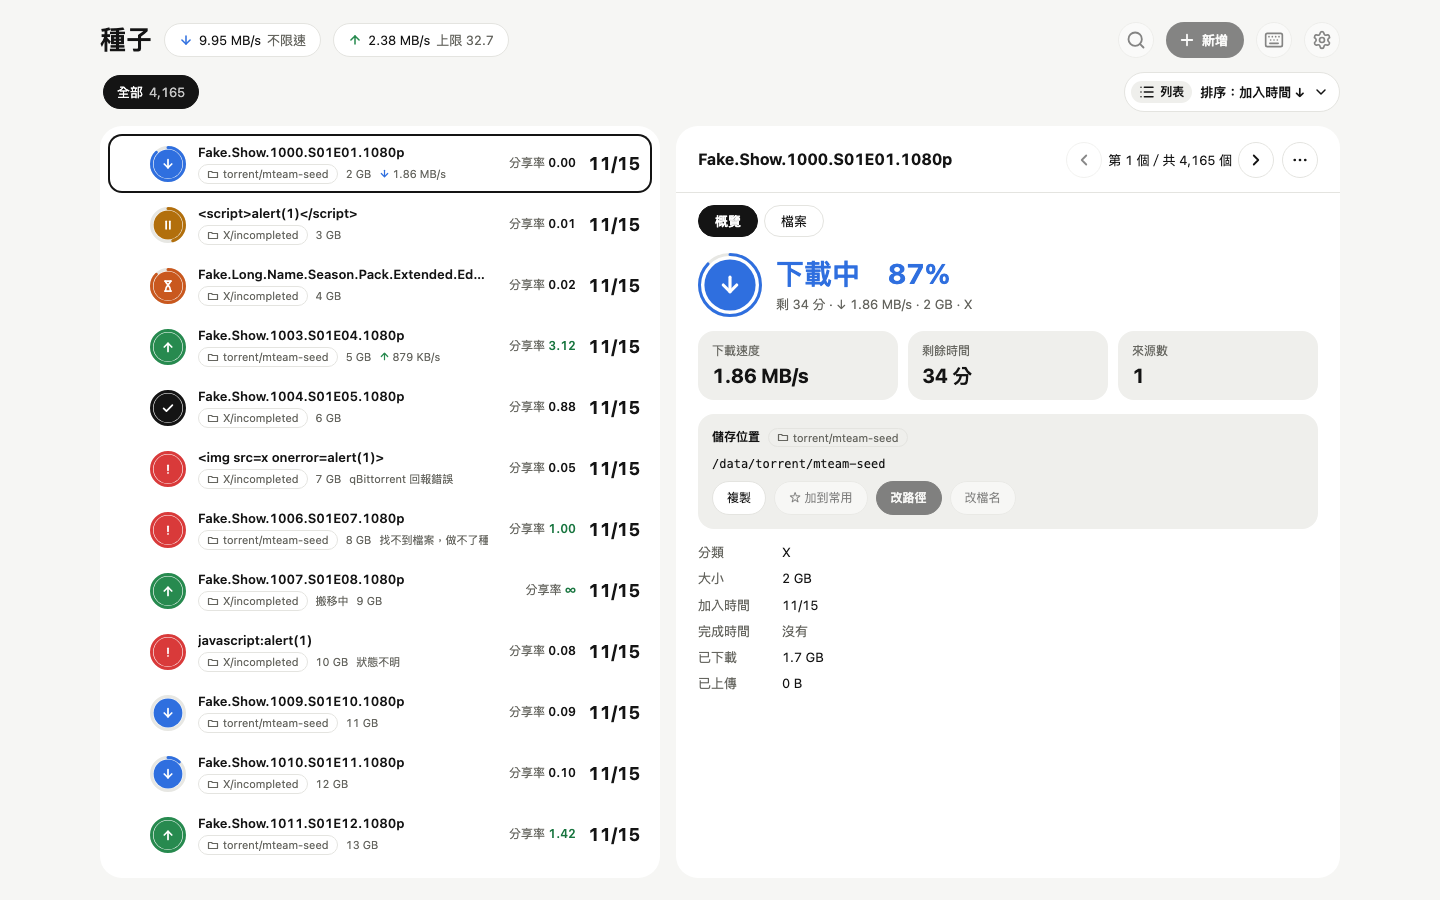 種子
9.95 MB/s 不限速
2.38 MB/s 上限 32.7
新增
全部 4,165
列表 排序：加入時間
Fake.Show.1000.S01E01.1080p
torrent/mteam-seed 2 GB 1.86 MB/s
分享率 0.00 11/15
<script>alert(1)</script>
X/incompleted 3 GB
分享率 0.01 11/15
Fake.Long.Name.Season.Pack.Extended.Ed...
X/incompleted 4 GB
分享率 0.02 11/15
Fake.Show.1003.S01E04.1080p
torrent/mteam-seed 5 GB 879 KB/s
分享率 3.12 11/15
Fake.Show.1004.S01E05.1080p
X/incompleted 6 GB
分享率 0.88 11/15
<img src=x onerror=alert(1)>
X/incompleted 7 GB qBittorrent 回報錯誤
分享率 0.05 11/15
Fake.Show.1006.S01E07.1080p
torrent/mteam-seed 8 GB 找不到檔案，做不了種
分享率 1.00 11/15
Fake.Show.1007.S01E08.1080p
X/incompleted 搬移中 9 GB
分享率 ∞ 11/15
javascript:alert(1)
X/incompleted 10 GB 狀態不明
分享率 0.08 11/15
Fake.Show.1009.S01E10.1080p
torrent/mteam-seed 11 GB
分享率 0.09 11/15
Fake.Show.1010.S01E11.1080p
X/incompleted 12 GB
分享率 0.10 11/15
Fake.Show.1011.S01E12.1080p
torrent/mteam-seed 13 GB
分享率 1.42 11/15
Fake.Show.1000.S01E01.1080p
第 1 個 / 共 4,165 個
概覽 檔案
下載中 87%
剩 34 分 · ↓ 1.86 MB/s · 2 GB · X
下載速度
1.86 MB/s
剩餘時間
34 分
來源數
1
儲存位置 torrent/mteam-seed
/data/torrent/mteam-seed
複製 加到常用 改路徑 改檔名
分類 X
大小 2 GB
加入時間 11/15
完成時間 沒有
已下載 1.7 GB
已上傳 0 B